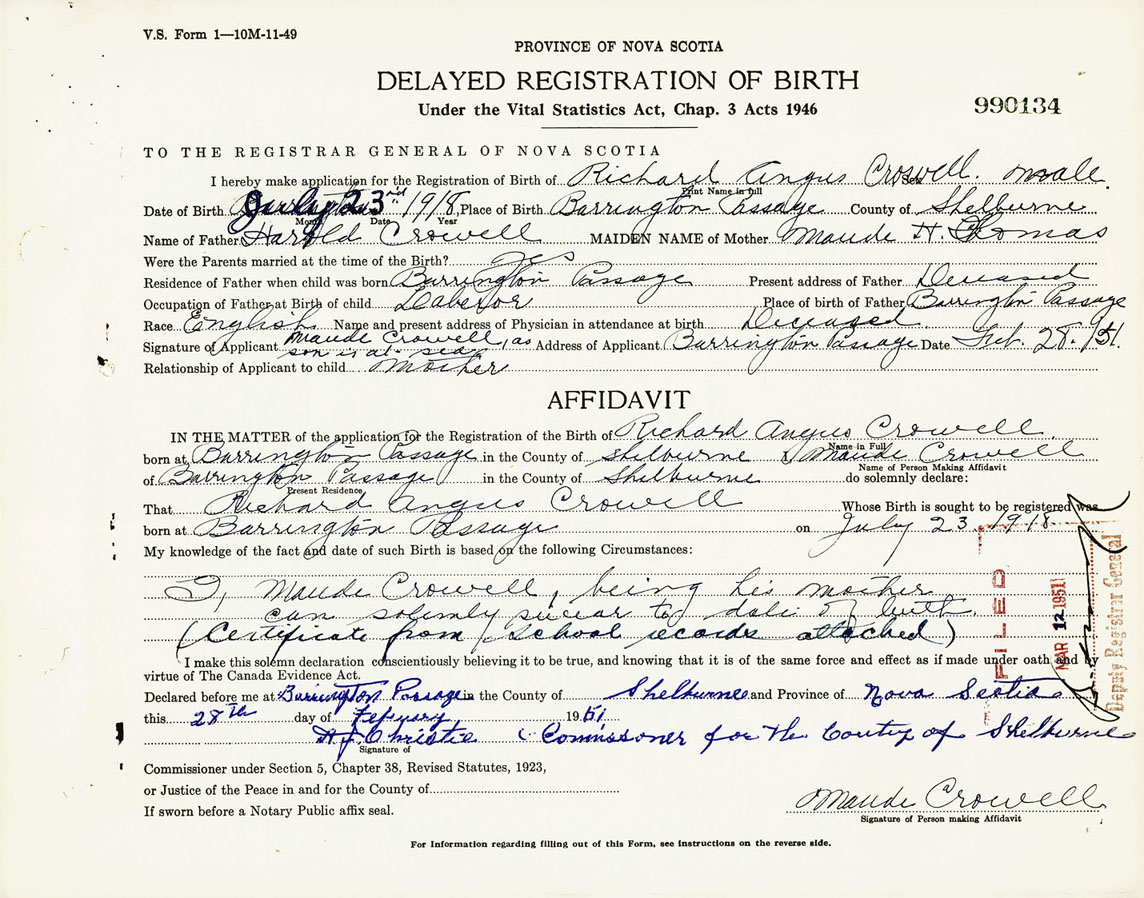 V.S. Form 1—10M-11-49
PROVINCE OF NOVA SCOTIA
DELAYED REGISTRATION OF BIRTH
Under the Vital Statistics Act, Chap. 3 Acts 1946
990134
TO THE REGISTRAR GENERAL OF NOVA SCOTIA
I hereby make application for the Registration of Birth of Richard Angus Crowell. male
Print Name in full Sex
Date of Birth July 23rd 1918, Place of Birth Barrington Passage County of Shelburne
Month Date Year
Name of Father Harold Crowell MAIDEN NAME of Mother Maude H. Thomas
Were the Parents married at the time of the Birth? Yes
Residence of Father when child was born Barrington Passage Present address of Father Deceased
Occupation of Father at Birth of child Laberor Place of birth of Father Barrington Passage
Race English Name and present address of Physician in attendance at birth Deceased
Signature of Applicant Maude Crowell, as son is at sea Address of Applicant Barrington Passage Date Feb. 28. /51.
Relationship of Applicant to child Mother
AFFIDAVIT
IN THE MATTER of the application for the Registration of the Birth of Richard Angus Crowell
Name in Full
born at Barrington Passage in the County of Shelburne I Maude Crowell
Name of Person Making Affidavit
of Barrington Passage in the County of Shelburne do solemnly declare:
Present Residence
That Richard Angus Crowell Whose Birth is sought to be registered was
born at Barrington Passage on July 23 1918
My knowledge of the fact and date of such Birth is based on the following Circumstances:
I, Maude Crowell, being his mother
can solemly swear to date of birth.
(Certificate from school records attached)
I make this solemn declaration conscientiously believing it to be true, and knowing that it is of the same force and effect as if made under oath and by
virtue of The Canada Evidence Act.
Declared before me at Barrington Passage in the County of Shelburne and Province of Nova Scotia
this 28th day of Febuary 1951
H J Christie Commissoner for the County of Shelburne
Signature of
Commissioner under Section 5, Chapter 38, Revised Statutes, 1923,
or Justice of the Peace in and for the County of
If sworn before a Notary Public affix seal.
Maude Crowell
Signature of Person making Affidavit
For Information regarding filling out of this Form, see instructions on the reverse side.
FILED
MAR 12 1951
Deputy Registrar General